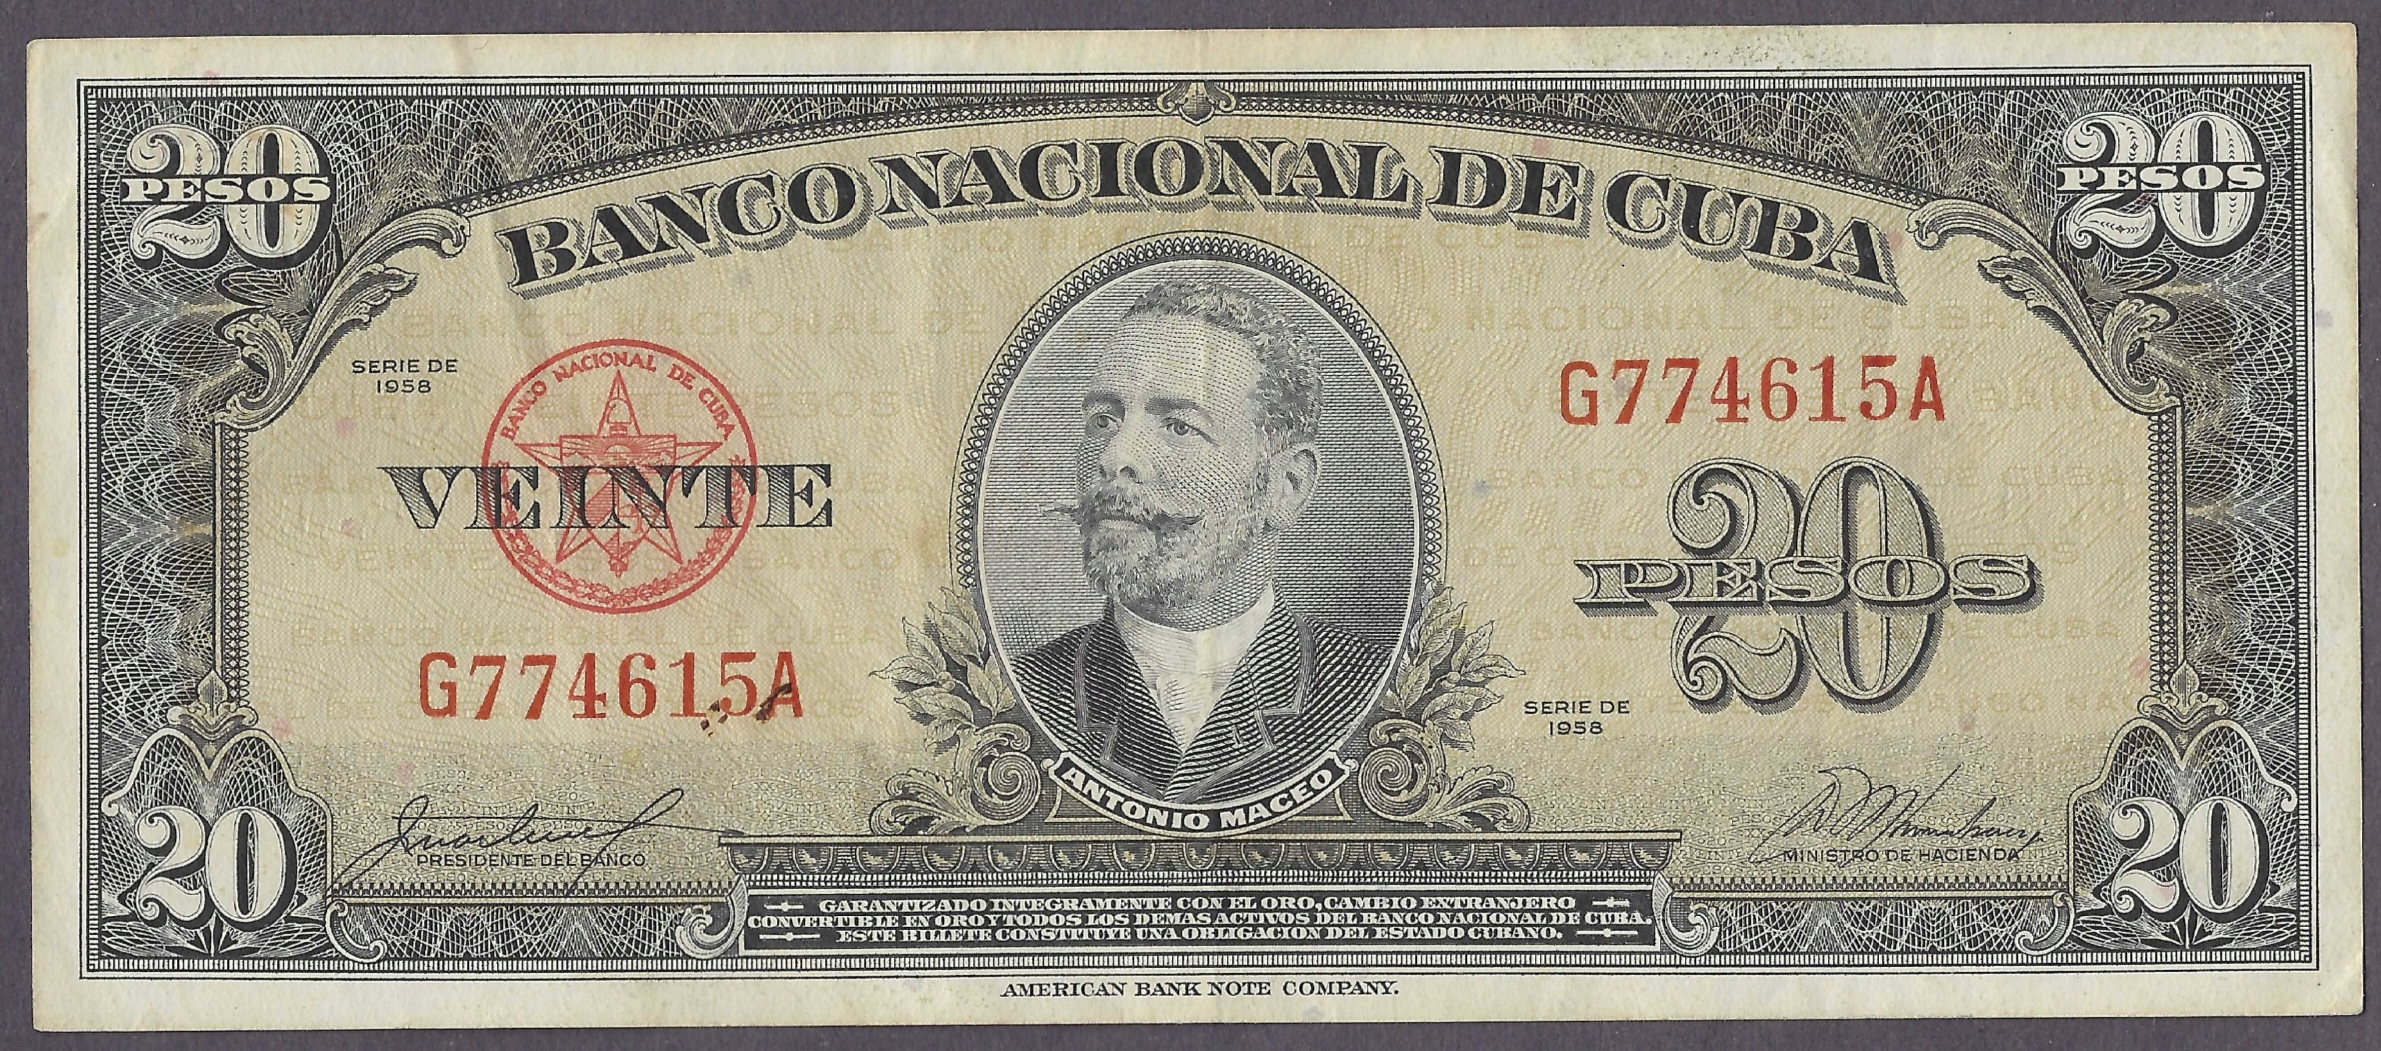 20
PESOS
20
PESOS
BANCO NACIONAL DE CUBA
SERIE DE
1958
BANCO NACIONAL DE CUBA
G774615A
VEINTE
20
PESOS
G774615A
SERIE DE
1958
ANTONIO MACEO
PRESIDENTE DEL BANCO
MINISTRO DE HACIENDA
20
20
GARANTIZADO INTEGRAMENTE CON EL ORO, CAMBIO EXTRANJERO
CONVERTIBLE EN ORO Y TODOS LOS DEMAS ACTIVOS DEL BANCO NACIONAL DE CUBA.
ESTE BILLETE CONSTITUYE UNA OBLIGACION DEL ESTADO CUBANO.
AMERICAN BANK NOTE COMPANY.